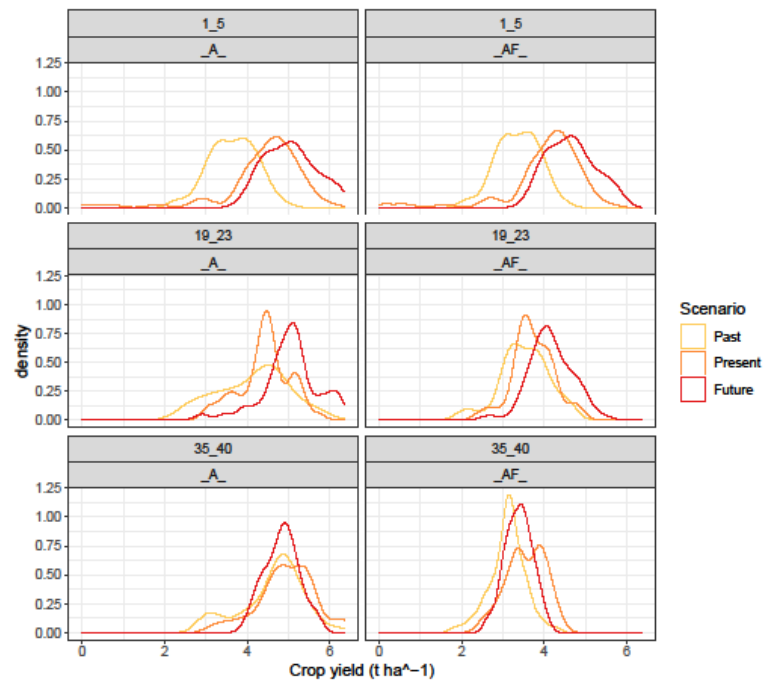 1_5
1_5
_A_
_AF_
1.25
1.00
0.75
0.50
0.25
0.00
19_23
19_23
_A_
_AF_
1.25
1.00
0.75
0.50
0.25
0.00
density
Scenario
Past
Present
Future
35_40
35_40
_A_
_AF_
1.25
1.00
0.75
0.50
0.25
0.00
0 2 4 6 0 2 4 6
Crop yield (t ha^−1)